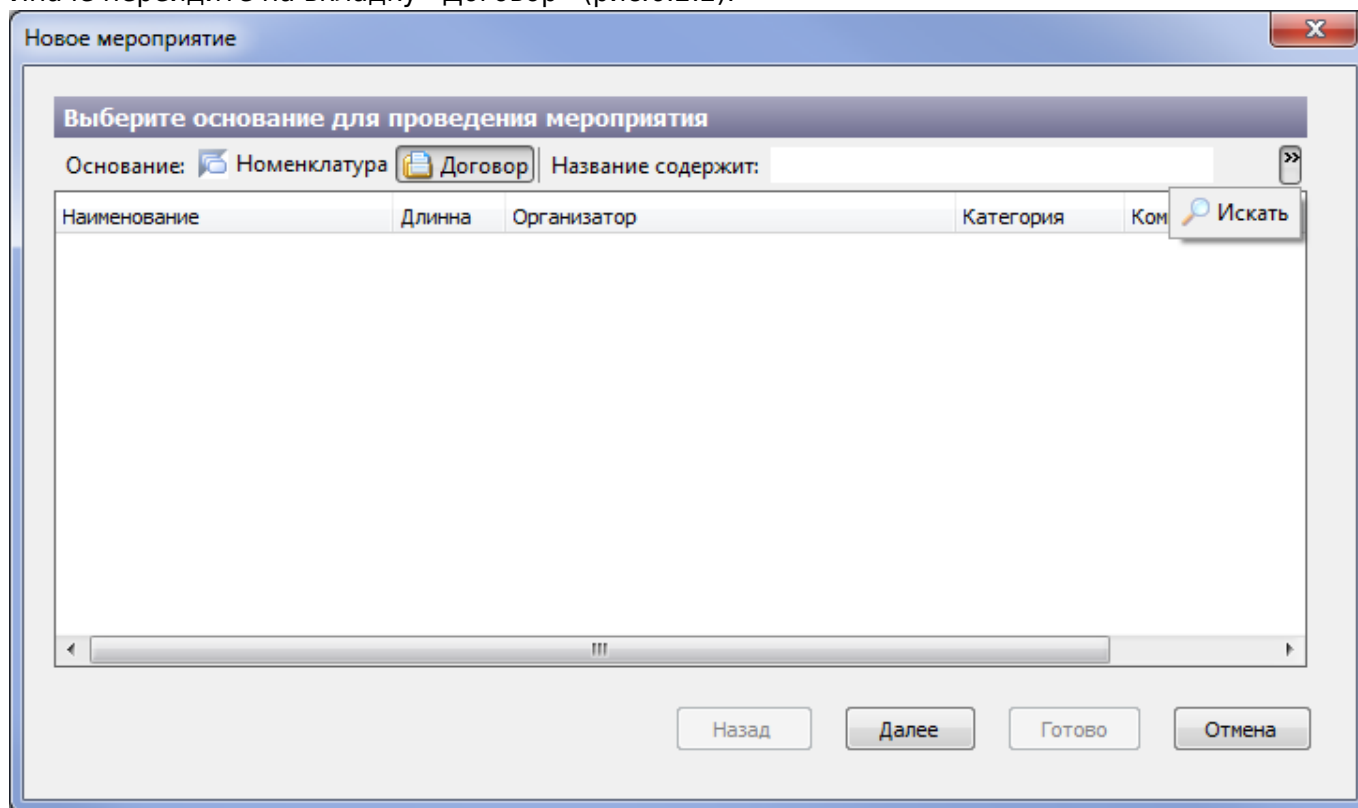 Новое мероприятие
Выберите основание для проведения мероприятия
Основание: Номенклатура Договор Название содержит: »
Наименование Длинна Организатор Категория Ком Искать
Назад Далее Готово Отмена